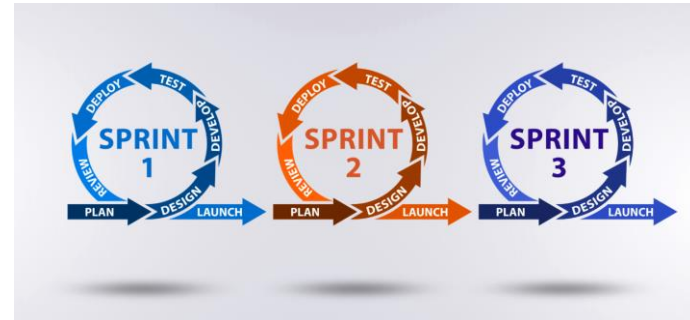 DEPLOY
TEST
DEVELOP
SPRINT
1
REVIEW
DESIGN
PLAN
LAUNCH
DEPLOY
TEST
DEVELOP
SPRINT
2
REVIEW
DESIGN
PLAN
LAUNCH
DEPLOY
TEST
DEVELOP
SPRINT
3
REVIEW
DESIGN
PLAN
LAUNCH